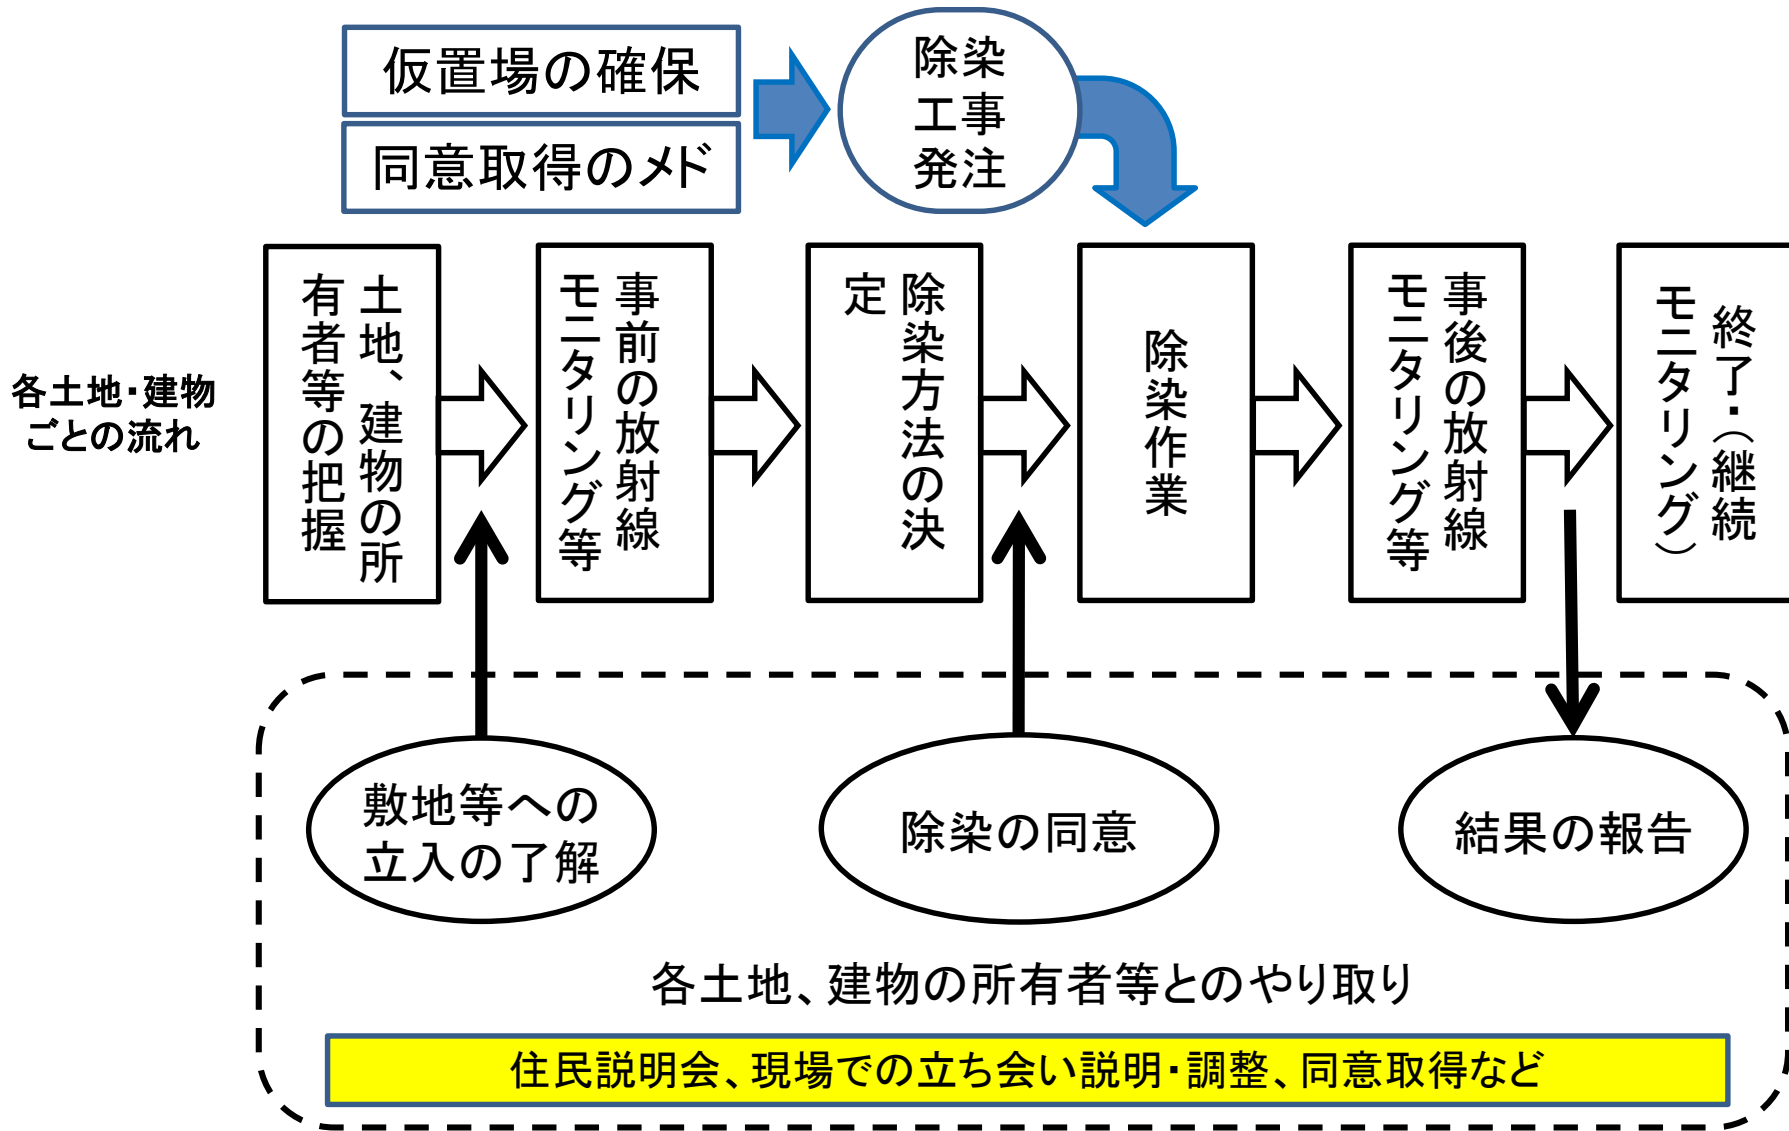 仮置場の確保
同意取得のメド
除染
工事
発注
各土地・建物
ごとの流れ
土地、建物の所
有者等の把握
事前の放射線
モニタリング等
除染方法の決
定
除染作業
事後の放射線
モニタリング等
終了・（継続
モニタリング）
敷地等への
立入の了解
除染の同意
結果の報告
各土地、建物の所有者等とのやり取り
住民説明会、現場での立ち会い説明・調整、同意取得など